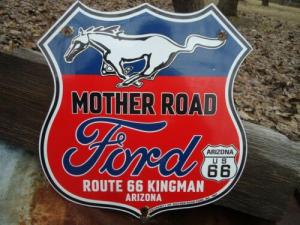 MOTHER ROAD
Ford
ROUTE 66 KINGMAN
ARIZONA
ARIZONA
US
66